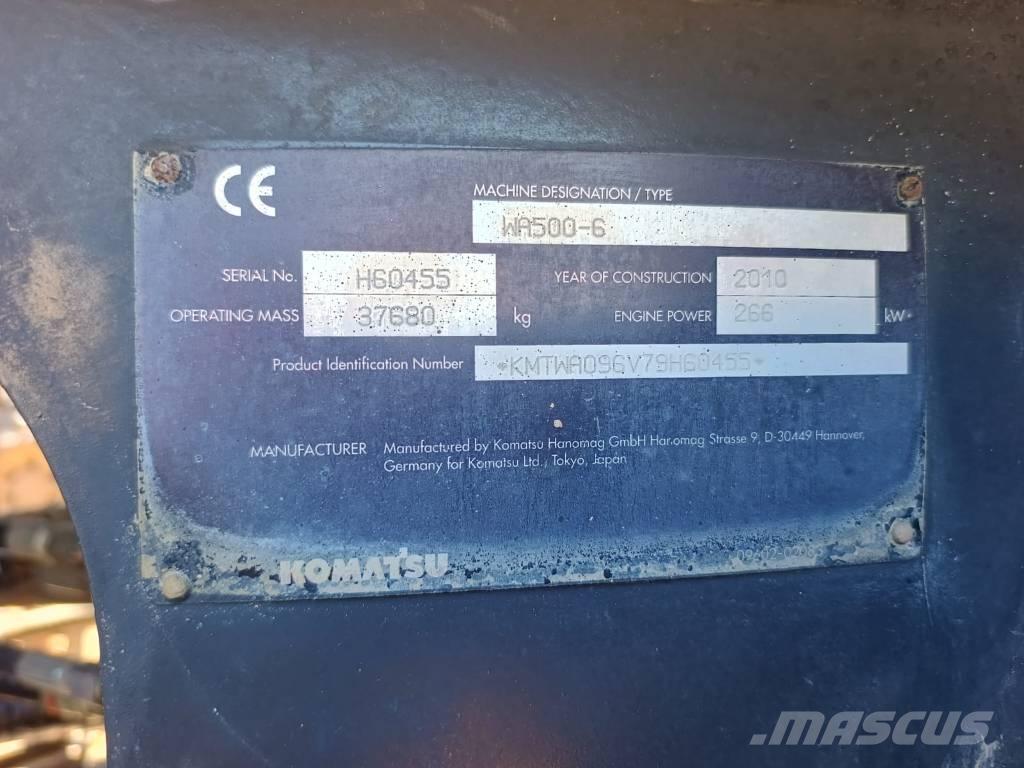 CE
MACHINE DESIGNATION / TYPE
WA500-6
SERIAL No. H60455 YEAR OF CONSTRUCTION 2010
OPERATING MASS 37680 kg ENGINE POWER 266 kW
Product Identification Number *KMTWA096V79H60455*
MANUFACTURER Manufactured by Komatsu Hanomag GmbH Hanomag Strasse 9, D-30449 Hannover,
Germany for Komatsu Ltd., Tokyo, Japan
KOMATSU
MASCUS